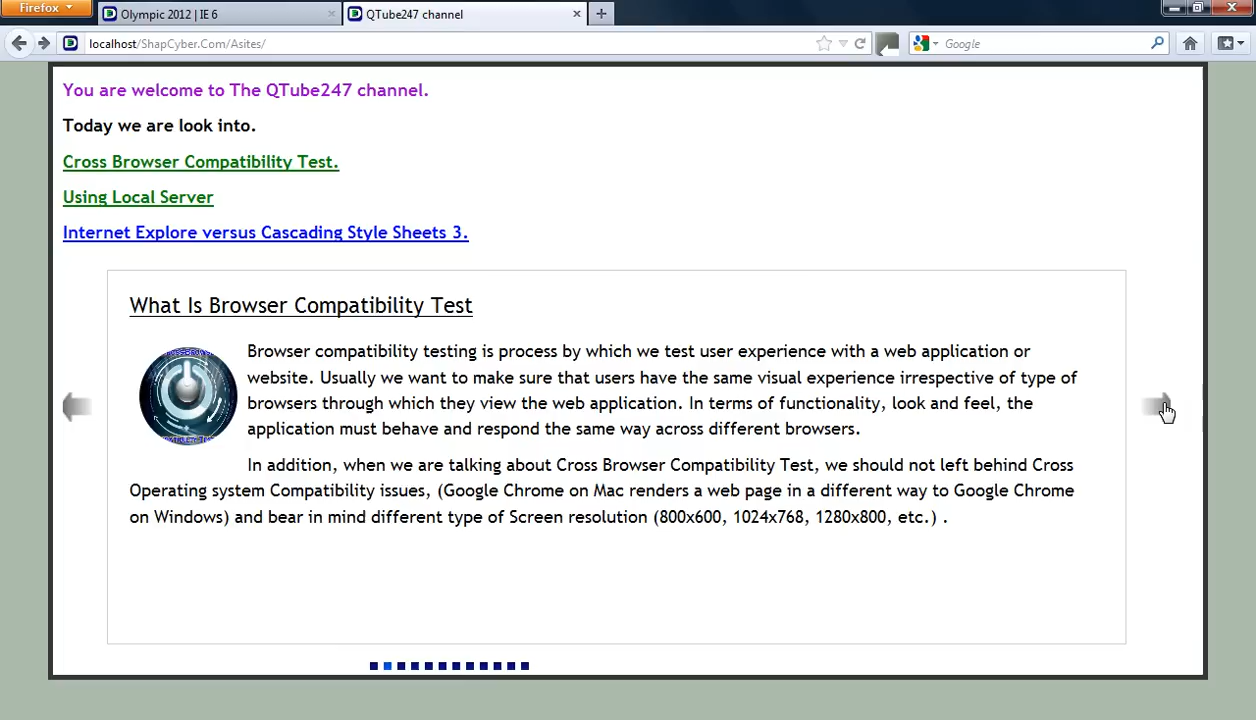 Firefox
Olympic 2012 | IE 6
QTube247 channel
localhost/ShapCyber.Com/Asites/
Google
You are welcome to The QTube247 channel.
Today we are look into.
Cross Browser Compatibility Test.
Using Local Server
Internet Explore versus Cascading Style Sheets 3.
What Is Browser Compatibility Test
Browser compatibility testing is process by which we test user experience with a web application or
website. Usually we want to make sure that users have the same visual experience irrespective of type of
browsers through which they view the web application. In terms of functionality, look and feel, the
application must behave and respond the same way across different browsers.
In addition, when we are talking about Cross Browser Compatibility Test, we should not left behind Cross
Operating system Compatibility issues, (Google Chrome on Mac renders a web page in a different way to Google Chrome
on Windows) and bear in mind different type of Screen resolution (800x600, 1024x768, 1280x800, etc.) .